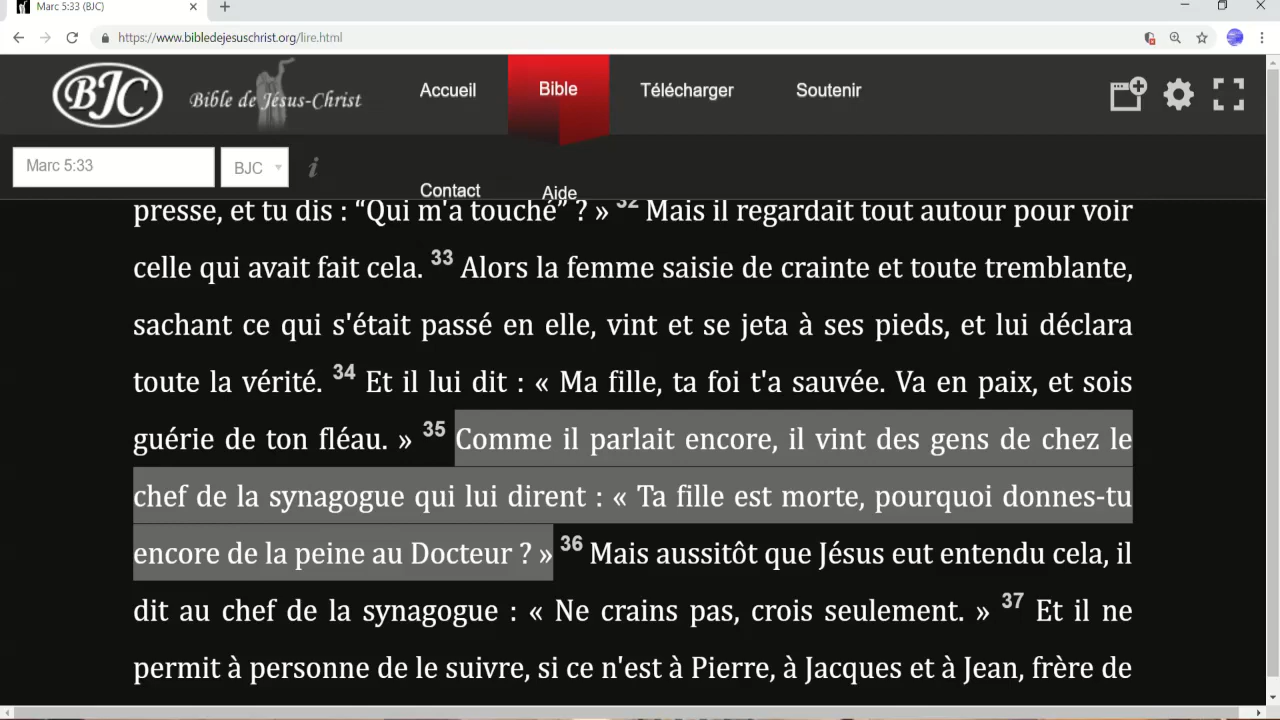 Marc 5:33 (BJC)
https://www.bibledejesuschrist.org/lire.html
BJC
Bible de Jésus-Christ
Accueil
Bible
Télécharger
Soutenir
Marc 5:33
BJC
i
Contact
Aide
presse, et tu dis : “Qui m'a touché” ? » 32 Mais il regardait tout autour pour voir
celle qui avait fait cela. 33 Alors la femme saisie de crainte et toute tremblante,
sachant ce qui s'était passé en elle, vint et se jeta à ses pieds, et lui déclara
toute la vérité. 34 Et il lui dit : « Ma fille, ta foi t'a sauvée. Va en paix, et sois
guérie de ton fléau. » 35 Comme il parlait encore, il vint des gens de chez le
chef de la synagogue qui lui dirent : « Ta fille est morte, pourquoi donnes-tu
encore de la peine au Docteur ? » 36 Mais aussitôt que Jésus eut entendu cela, il
dit au chef de la synagogue : « Ne crains pas, crois seulement. » 37 Et il ne
permit à personne de le suivre, si ce n'est à Pierre, à Jacques et à Jean, frère de